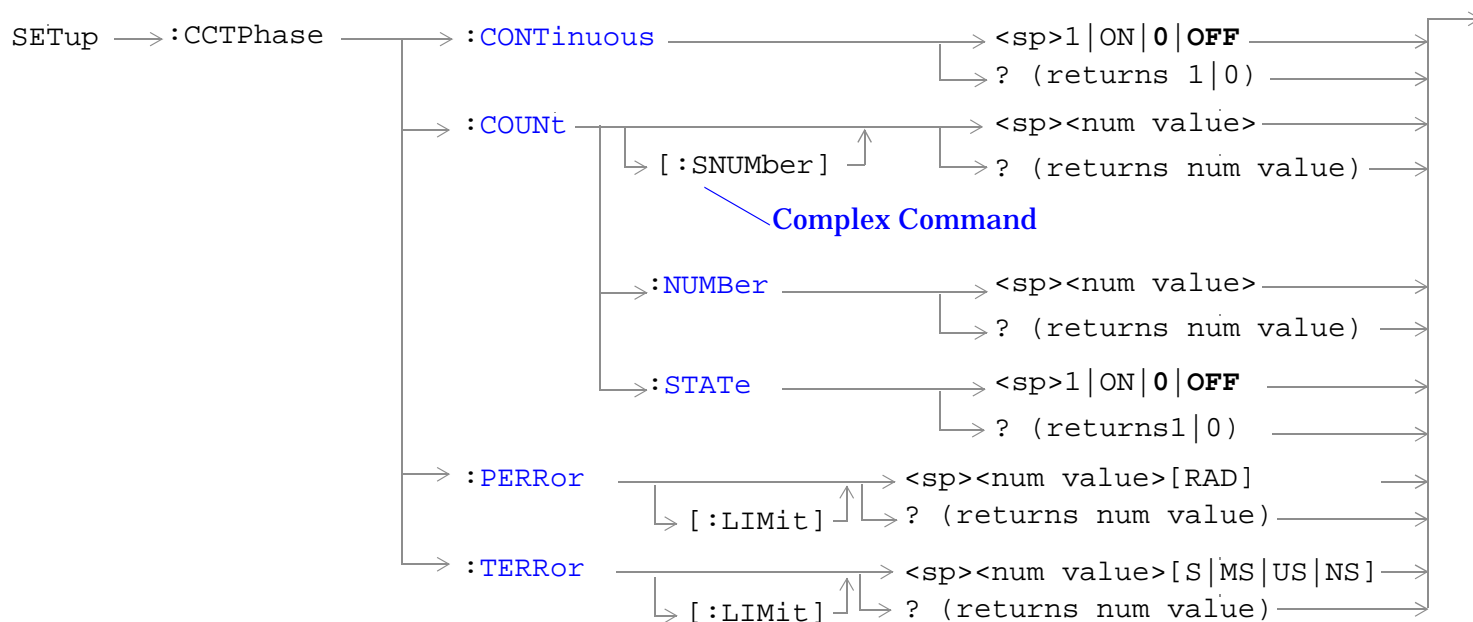 SETup :CCTPhase :CONTinuous <sp>1|ON|0|OFF
? (returns 1|0)
:COUNt <sp><num value>
[:SNUMber] ? (returns num value)
Complex Command
:NUMBer <sp><num value>
? (returns num value)
:STATe <sp>1|ON|0|OFF
? (returns1|0)
:PERRor <sp><num value>[RAD]
[:LIMit] ? (returns num value)
:TERRor <sp><num value>[S|MS|US|NS]
[:LIMit] ? (returns num value)